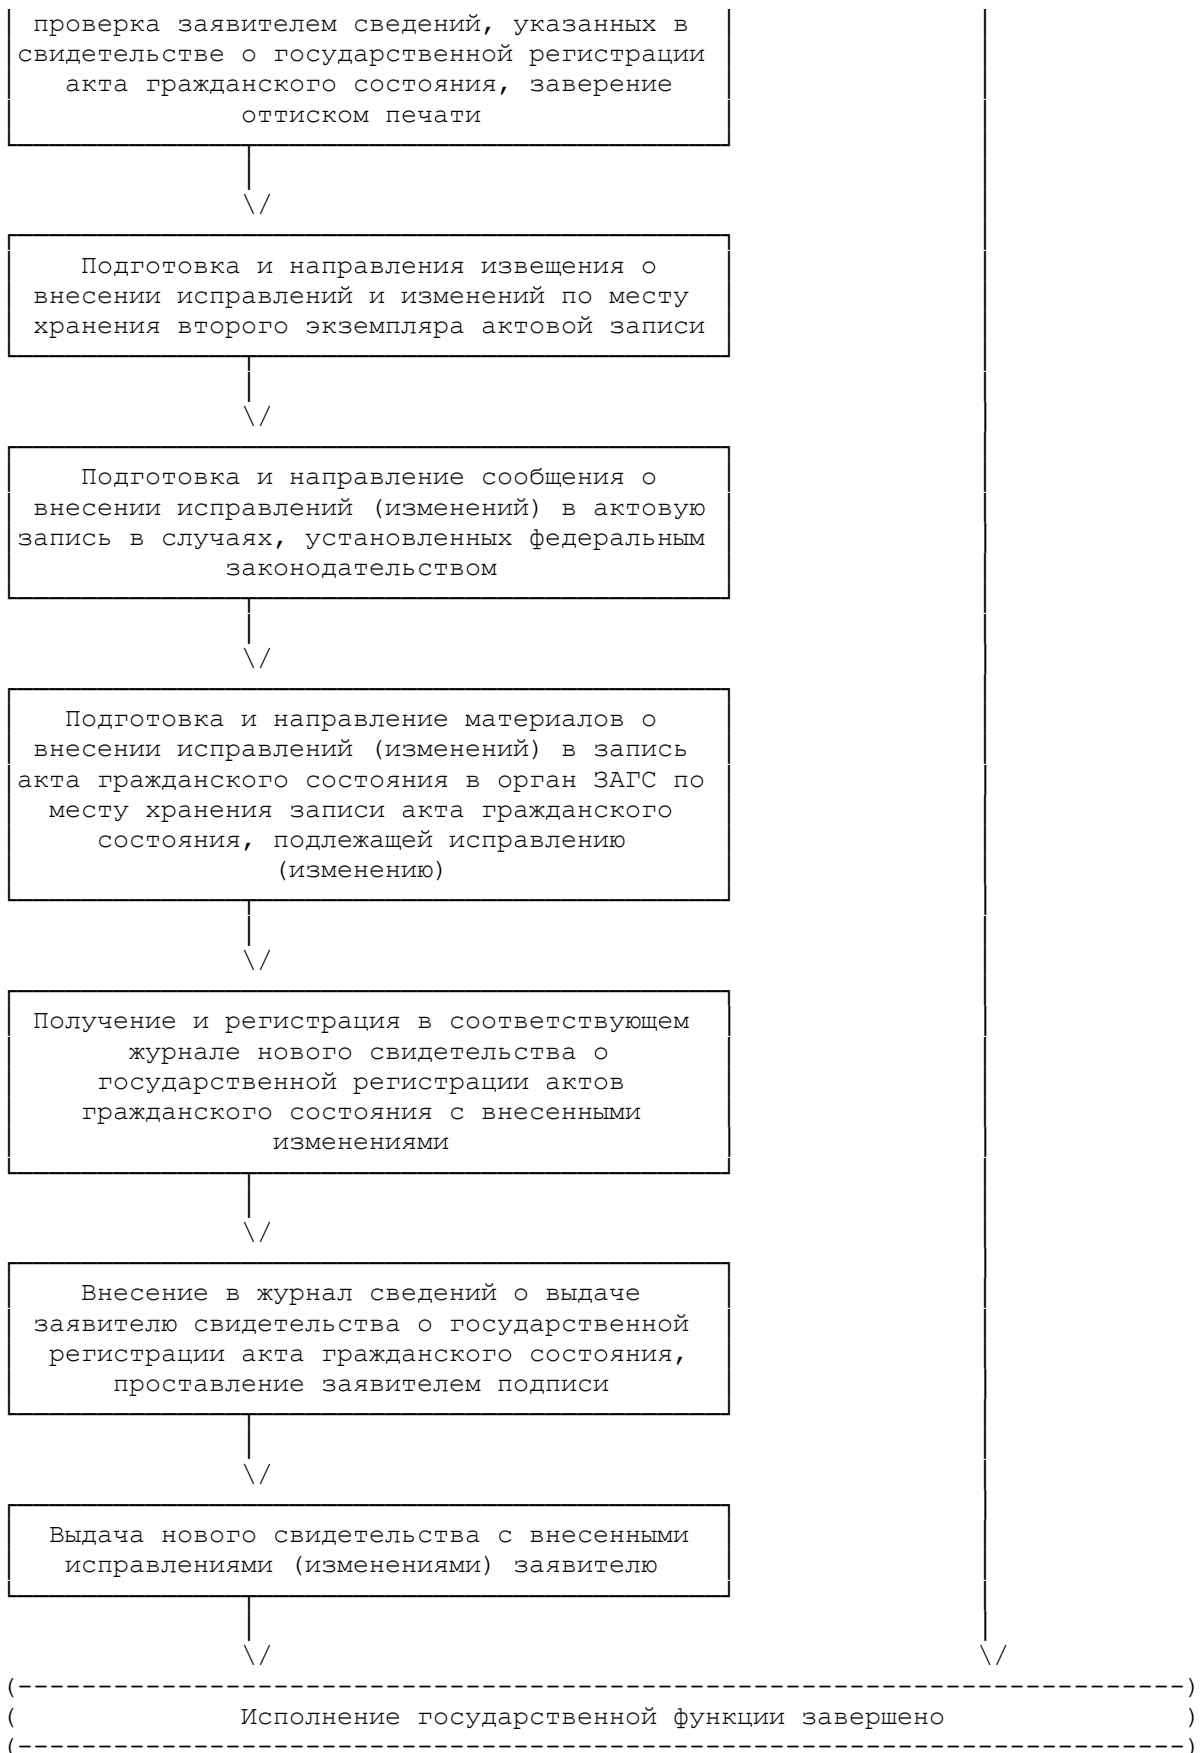 проверка заявителем сведений, указанных в
свидетельстве о государственной регистрации
акта гражданского состояния, заверение
оттиском печати
\/
Подготовка и направления извещения о
внесении исправлений и изменений по месту
хранения второго экземпляра актовой записи
\/
Подготовка и направление сообщения о
внесении исправлений (изменений) в актовую
запись в случаях, установленных федеральным
законодательством
\/
Подготовка и направление материалов о
внесении исправлений (изменений) в запись
акта гражданского состояния в орган ЗАГС по
месту хранения записи акта гражданского
состояния, подлежащей исправлению
(изменению)
\/
Получение и регистрация в соответствующем
журнале нового свидетельства о
государственной регистрации актов
гражданского состояния с внесенными
изменениями
\/
Внесение в журнал сведений о выдаче
заявителю свидетельства о государственной
регистрации акта гражданского состояния,
проставление заявителем подписи
\/
Выдача нового свидетельства с внесенными
исправлениями (изменениями) заявителю
\/ \/
(-------------------------------------------------------------------------)
( Исполнение государственной функции завершено )
(-------------------------------------------------------------------------)